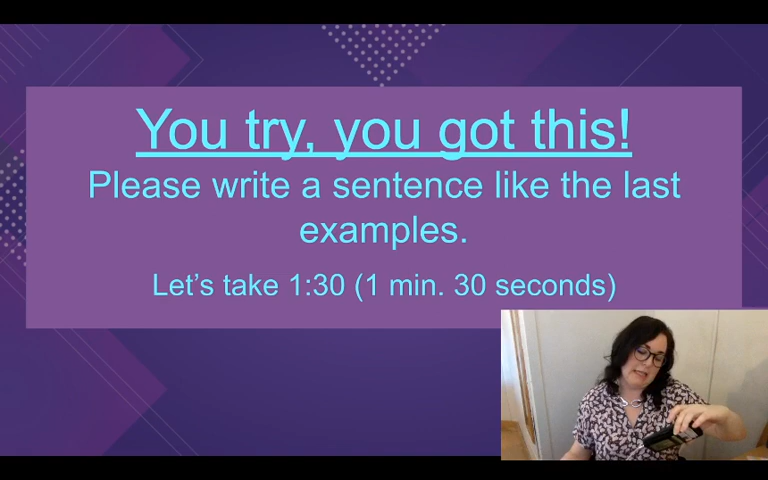 You try, you got this!
Please write a sentence like the last
examples.
Let’s take 1:30 (1 min. 30 seconds)